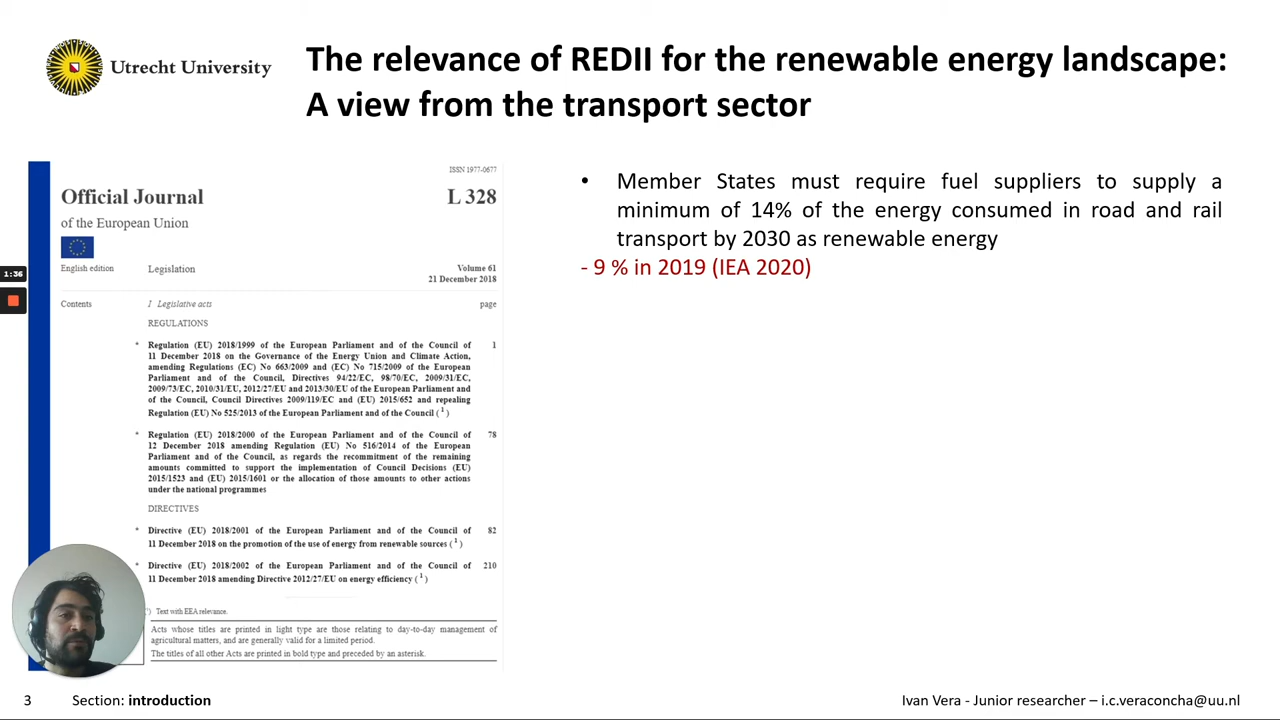 Utrecht University
The relevance of REDII for the renewable energy landscape:
A view from the transport sector
ISSN 1977-0677
Official Journal
L 328
of the European Union
English edition
Legislation
Volume 61
21 December 2018
Contents
I Legislative acts
page
REGULATIONS
* Regulation (EU) 2018/1999 of the European Parliament and of the Council of 1
11 December 2018 on the Governance of the Energy Union and Climate Action,
amending Regulations (EC) No 663/2009 and (EC) No 715/2009 of the European
Parliament and of the Council, Directives 94/22/EC, 98/70/EC, 2009/31/EC,
2009/73/EC, 2010/31/EU, 2012/27/EU and 2013/30/EU of the European Parliament and
of the Council, Council Directives 2009/119/EC and (EU) 2015/652 and repealing
Regulation (EU) No 525/2013 of the European Parliament and of the Council (1)
* Regulation (EU) 2018/2000 of the European Parliament and of the Council of 78
12 December 2018 amending Regulation (EU) No 516/2014 of the European
Parliament and of the Council, as regards the recommitment of the remaining
amounts committed to support the implementation of Council Decisions (EU)
2015/1523 and (EU) 2015/1601 or the allocation of those amounts to other actions
under the national programmes
DIRECTIVES
* Directive (EU) 2018/2001 of the European Parliament and of the Council of 82
11 December 2018 on the promotion of the use of energy from renewable sources (1)
* Directive (EU) 2018/2002 of the European Parliament and of the Council of 210
11 December 2018 amending Directive 2012/27/EU on energy efficiency (1)
) Text with EEA relevance.
Acts whose titles are printed in light type are those relating to day-to-day management of
agricultural matters, and are generally valid for a limited period.
The titles of all other Acts are printed in bold type and preceded by an asterisk.
• Member States must require fuel suppliers to supply a
minimum of 14% of the energy consumed in road and rail
transport by 2030 as renewable energy
- 9 % in 2019 (IEA 2020)
1:36
3
Section: introduction
Ivan Vera - Junior researcher – i.c.veraconcha@uu.nl